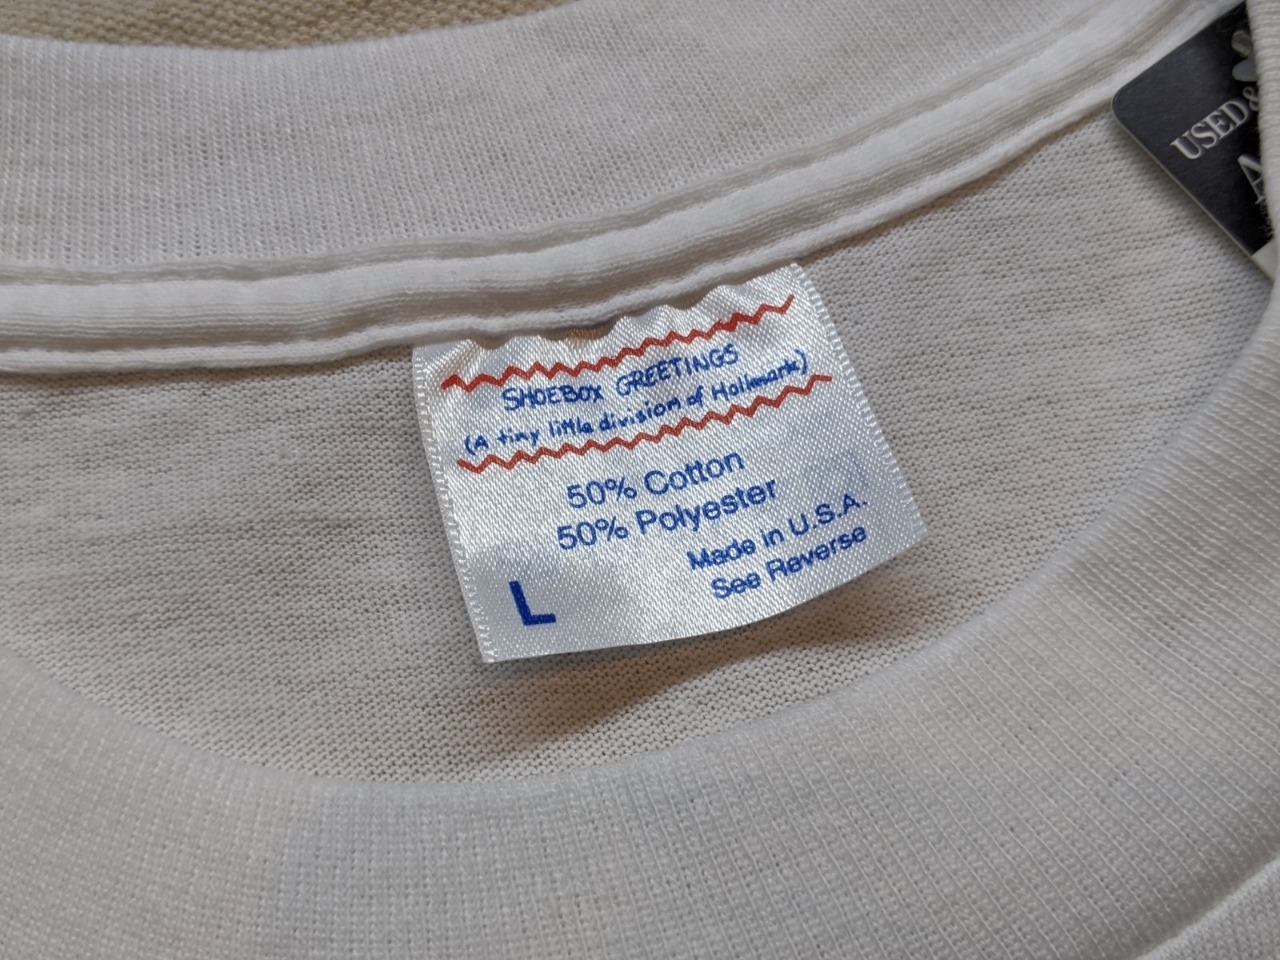 SHOEBOX GREETINGS
(A tiny little division of Hallmark)
50% Cotton
50% Polyester
Made in U.S.A.
See Reverse
L
USED &